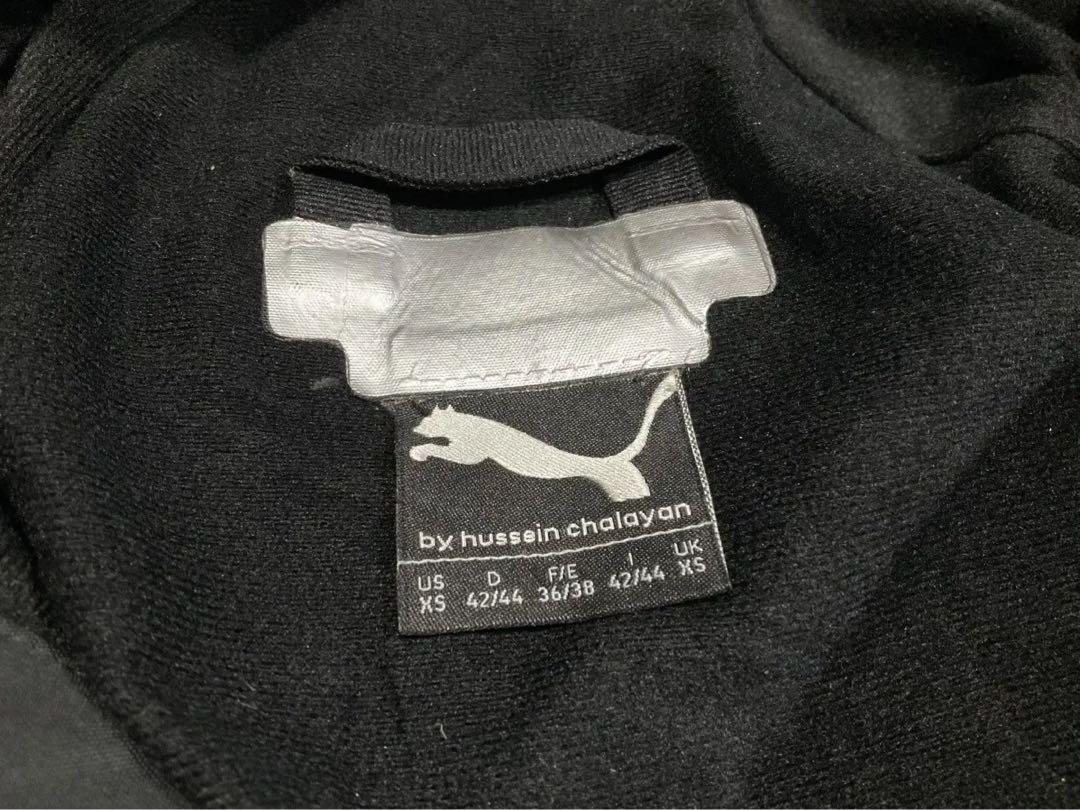 by hussein chalayan
US D F/E I UK
XS 42/44 36/38 42/44 XS